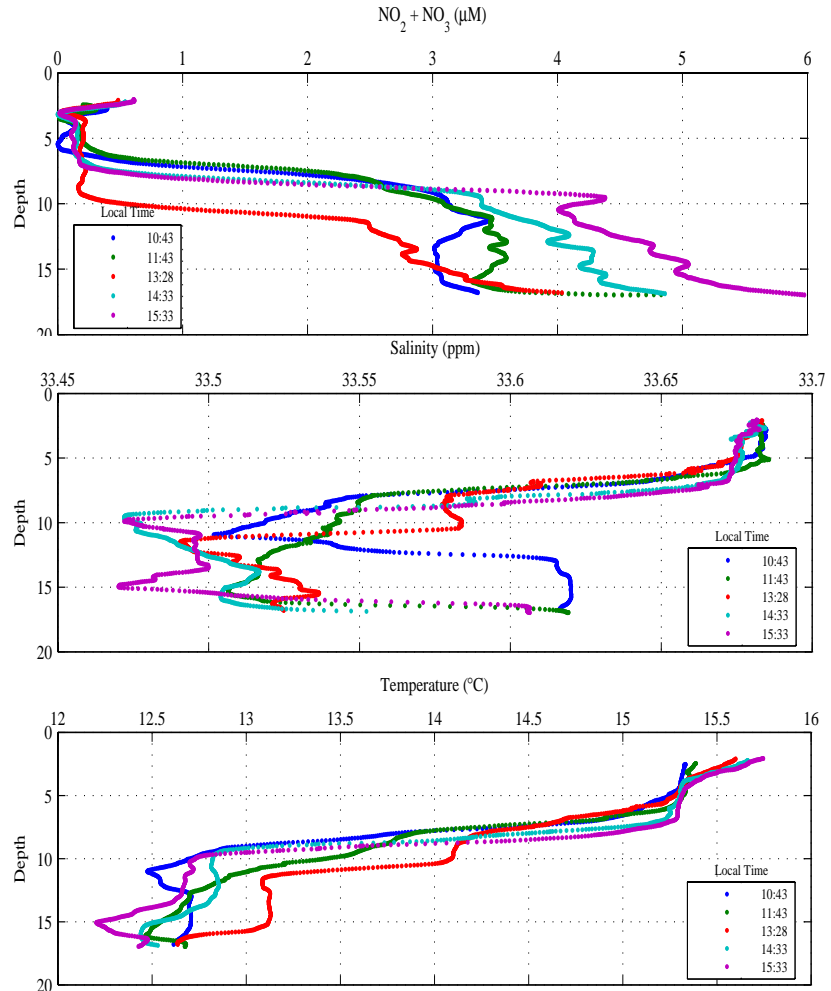 NO2 + NO3 (μM)
0 1 2 3 4 5 6
0
5
10
15
20
Depth
Local Time
10:43
11:43
13:28
14:33
15:33
Salinity (ppm)
33.45 33.5 33.55 33.6 33.65 33.7
0
5
10
15
20
Depth
Local Time
10:43
11:43
13:28
14:33
15:33
Temperature (°C)
12 12.5 13 13.5 14 14.5 15 15.5 16
0
5
10
15
20
Depth
Local Time
10:43
11:43
13:28
14:33
15:33